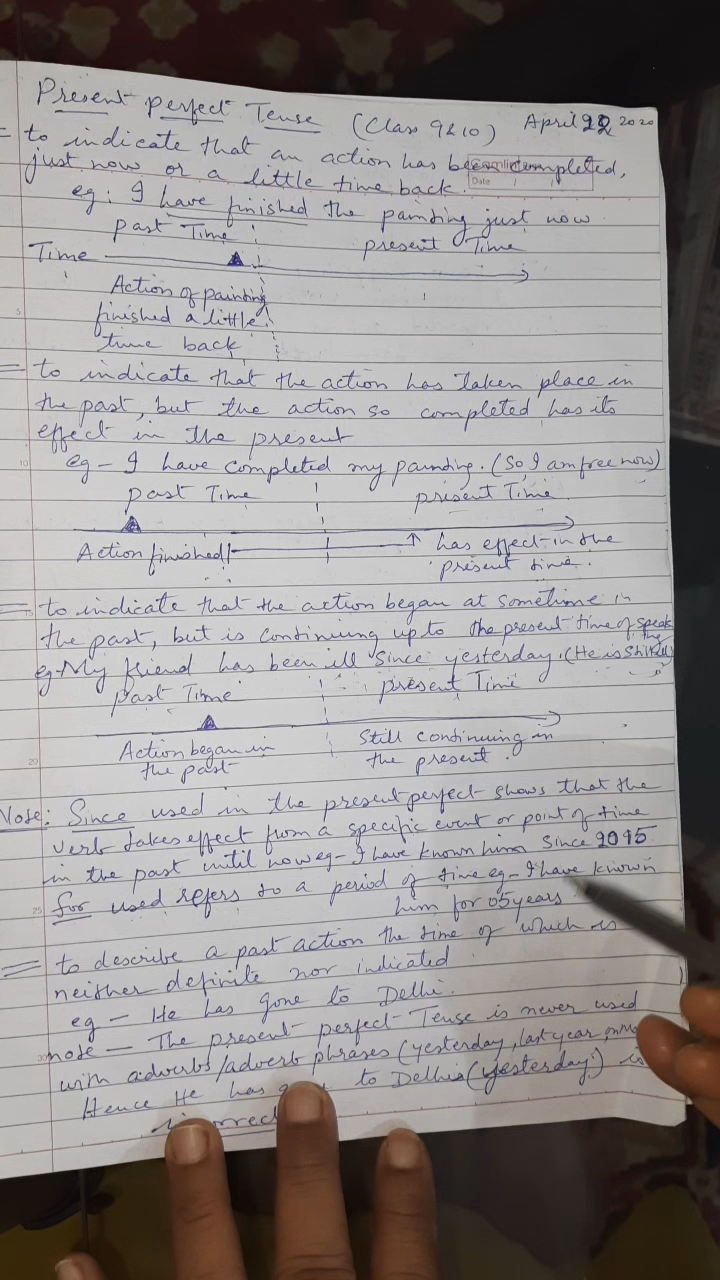 Present perfect Tense (Class 9&10) April 22, 2020
= to indicate that an action has been completed,
Date
just now or a little time back.
eg: I have finished the painting just now
past Time present Time
Time
Action of painting
finished a little
time back
= to indicate that the action has taken place in
the past, but the action so completed has its
effect in the present
eg - I have completed my painting. (So I am free now)
past Time present Time
Action finished has effect in the
present time.
= to indicate that the action began at sometime in
the past, but is continuing up to the present time of speaking
eg - My friend has been ill since yesterday. (He is still ill)
past Time present Time
Action began in Still continuing in
the past the present.
Note: Since used in the present perfect shows that the
verb takes effect from a specific event or point of time
in the past until now eg - I have known him since 2015
for used refers to a period of time eg - I have known
him for 05 years
= to describe a past action the time of which is
neither definite nor indicated
eg - He has gone to Delhi.
note - The present perfect Tense is never used
with adverbs/adverb phrases (yesterday, last year,
Hence He has to Delhi (yesterday) is